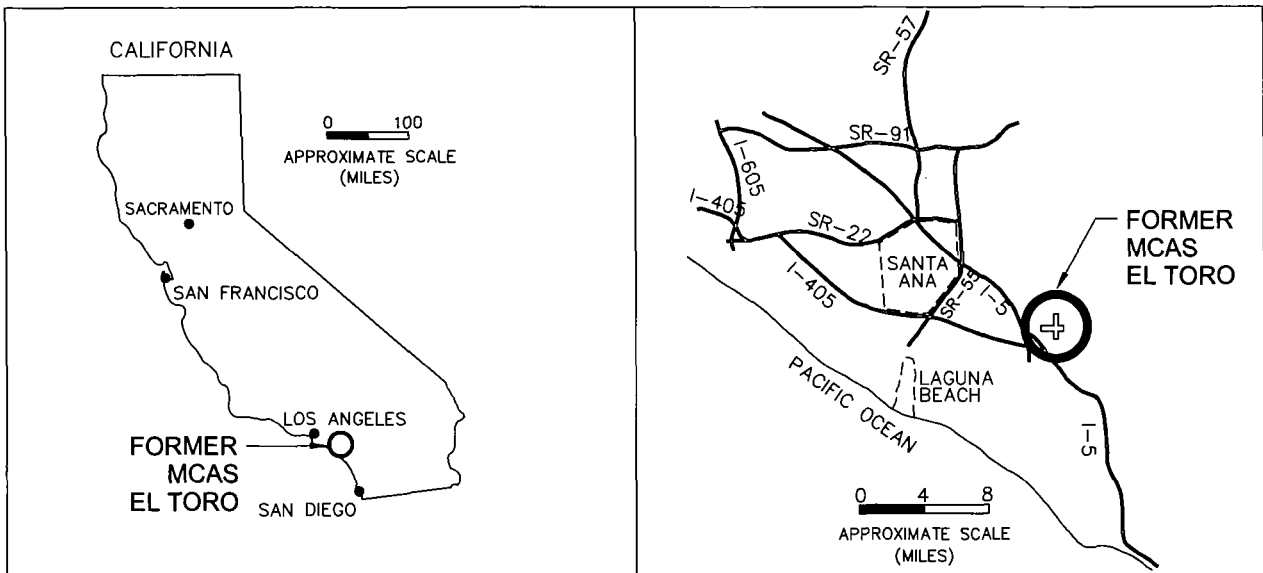 CALIFORNIA
0 100
APPROXIMATE SCALE
(MILES)
SACRAMENTO
SAN FRANCISCO
LOS ANGELES
FORMER
MCAS
EL TORO
SAN DIEGO
SR-57
SR-91
I-605
I-405
SR-22
SANTA
ANA
I-405
SR-55
I-5
FORMER
MCAS
EL TORO
LAGUNA
BEACH
PACIFIC OCEAN
I-5
0 4 8
APPROXIMATE SCALE
(MILES)